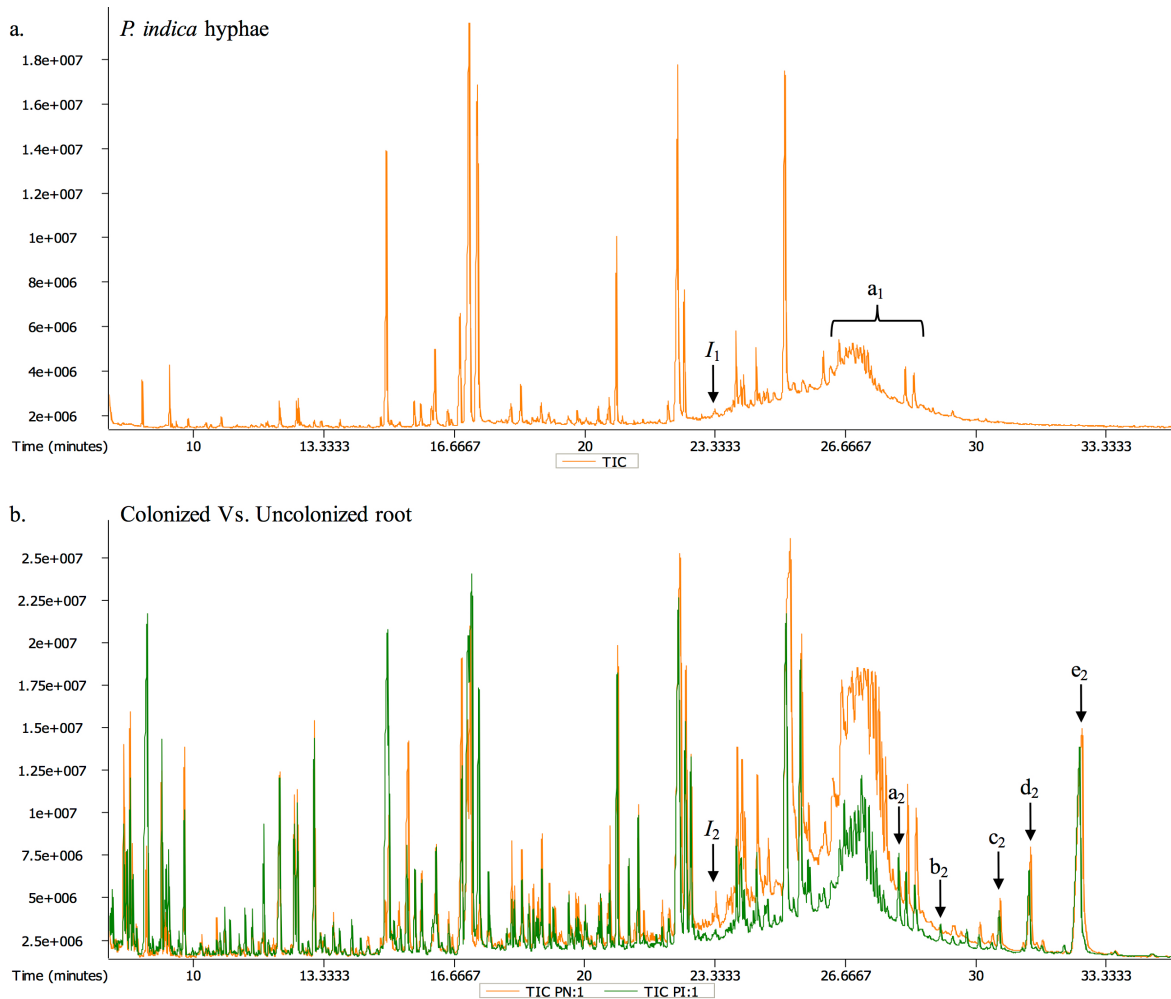 a. P. indica hyphae
1.8e+007
1.6e+007
1.4e+007
1.2e+007
1e+007
8e+006
6e+006
4e+006
2e+006
I₁
a₁
Time (minutes) 10 13.3333 16.6667 20 23.3333 26.6667 30 33.3333
TIC
b. Colonized Vs. Uncolonized root
2.5e+007
2.25e+007
2e+007
1.75e+007
1.5e+007
1.25e+007
1e+007
7.5e+006
5e+006
2.5e+006
I₂
a₂
b₂
c₂
d₂
e₂
Time (minutes) 10 13.3333 16.6667 20 23.3333 26.6667 30 33.3333
TIC PN:1 TIC PI:1